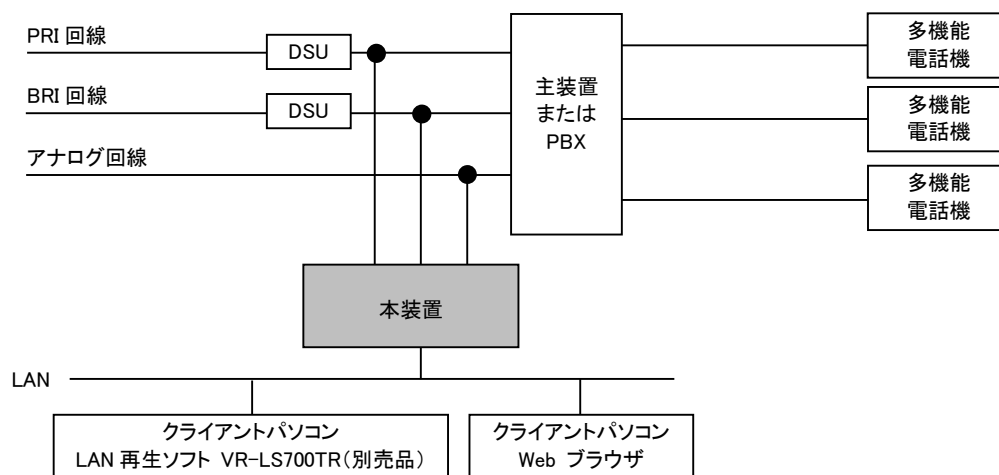 PRI 回線
DSU
BRI 回線
DSU
アナログ回線
主装置
または
PBX
多機能
電話機
多機能
電話機
多機能
電話機
本装置
LAN
クライアントパソコン
LAN 再生ソフト VR-LS700TR(別売品)
クライアントパソコン
Web ブラウザ